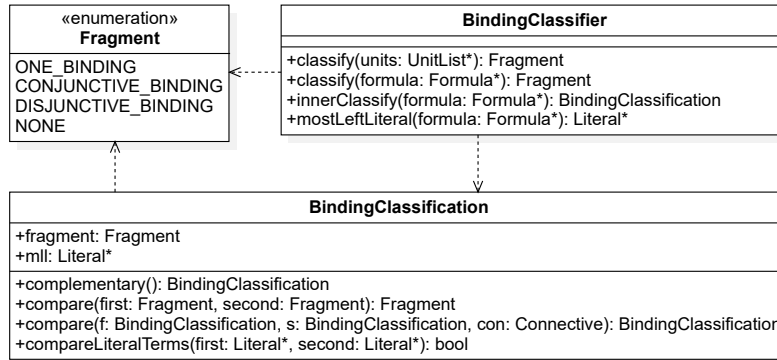 «enumeration»
Fragment
ONE_BINDING
CONJUNCTIVE_BINDING
DISJUNCTIVE_BINDING
NONE
BindingClassifier
+classify(units: UnitList*): Fragment
+classify(formula: Formula*): Fragment
+innerClassify(formula: Formula*): BindingClassification
+mostLeftLiteral(formula: Formula*): Literal*
BindingClassification
+fragment: Fragment
+mll: Literal*
+complementary(): BindingClassification
+compare(first: Fragment, second: Fragment): Fragment
+compare(f: BindingClassification, s: BindingClassification, con: Connective): BindingClassification
+compareLiteralTerms(first: Literal*, second: Literal*): bool